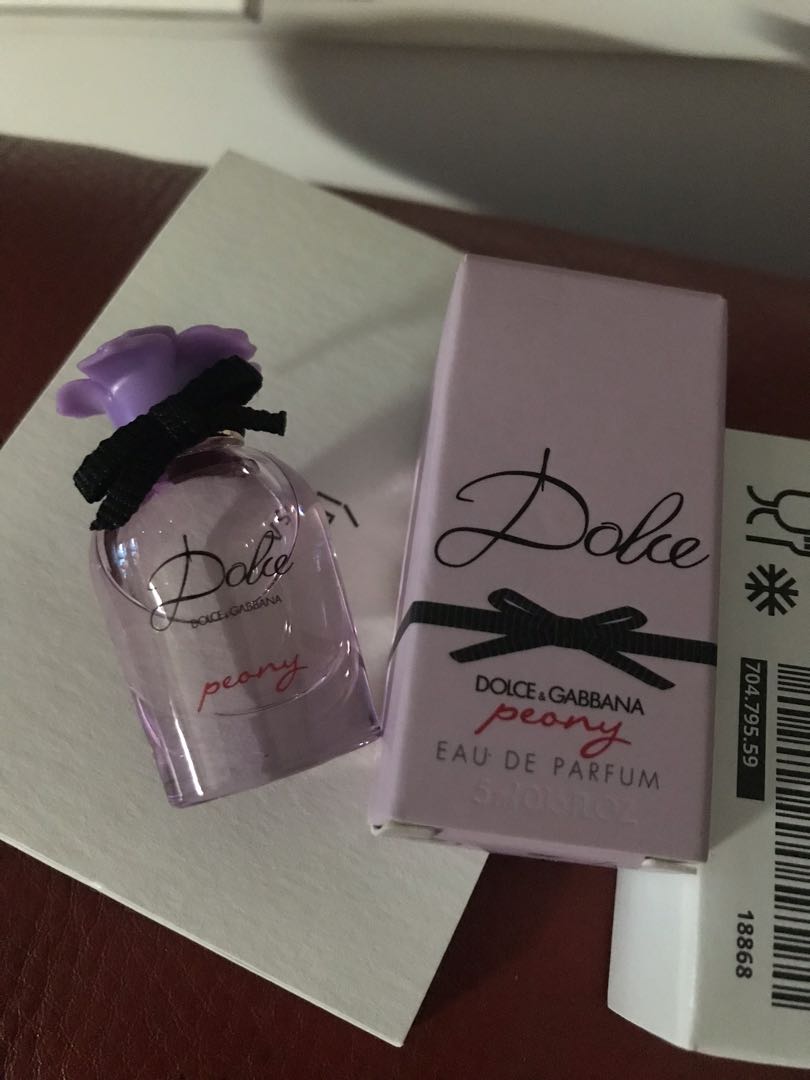 Dolce
DOLCE & GABBANA
peony
Dolce
DOLCE & GABBANA
peony
EAU DE PARFUM
704.795.59
18868